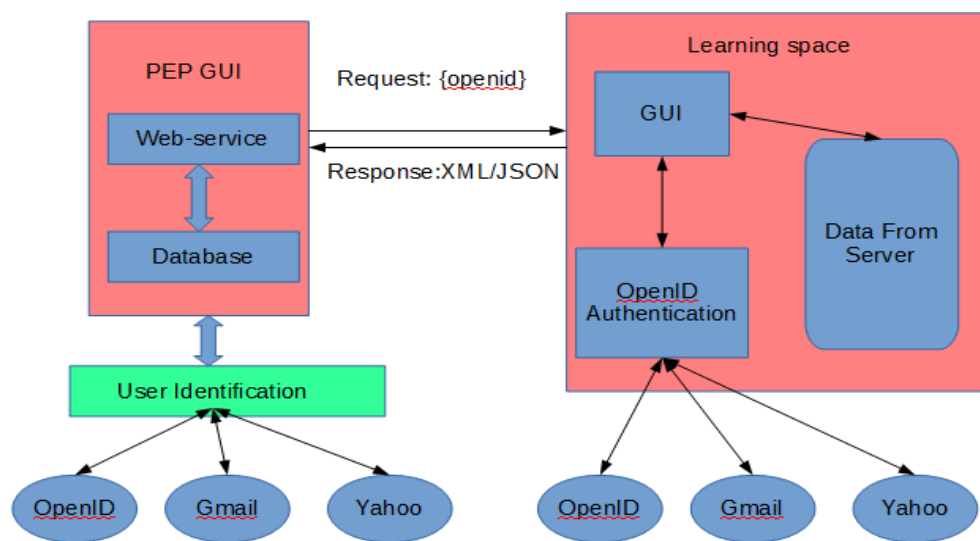 PEP GUI
Web-service
Database
User Identification
OpenID
Gmail
Yahoo
Request: {openid}
Response:XML/JSON
Learning space
GUI
Data From
Server
OpenID
Authentication
OpenID
Gmail
Yahoo